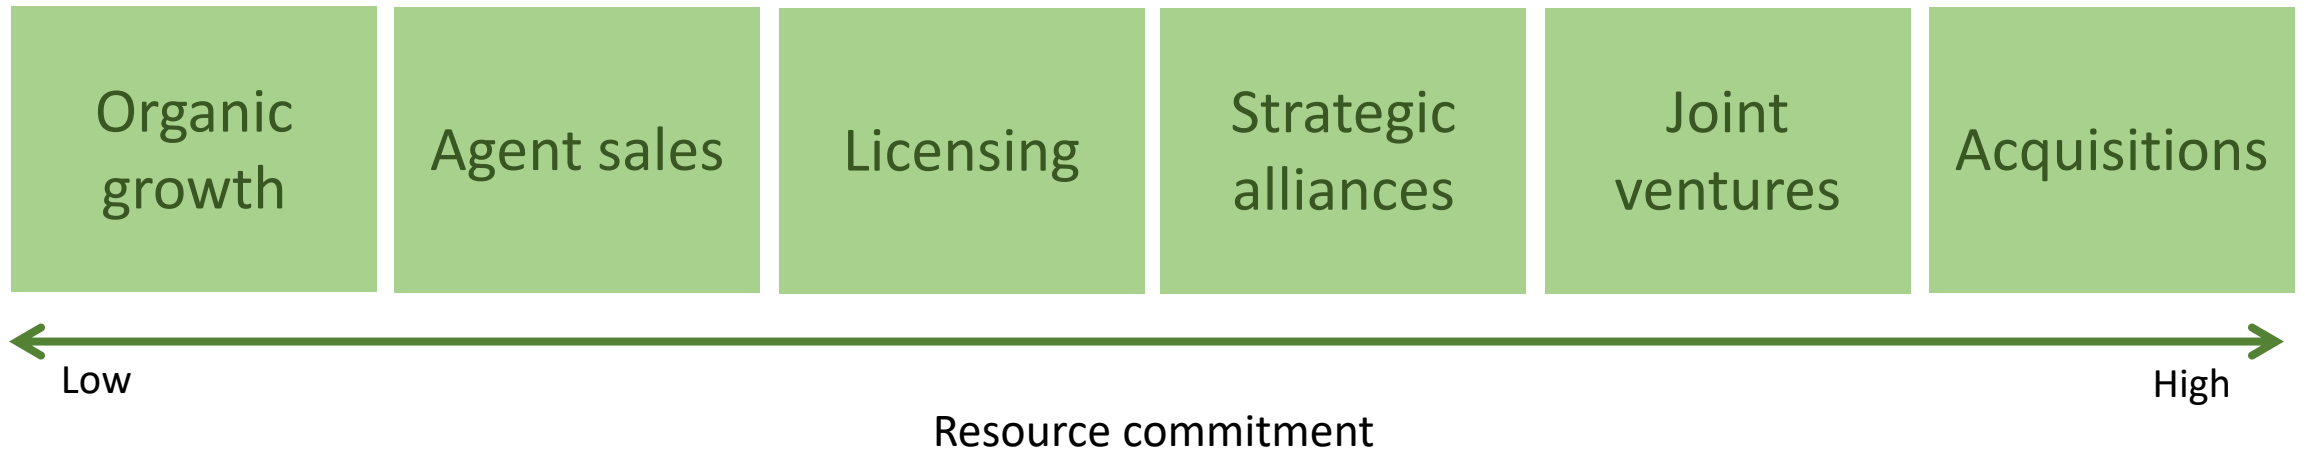 Organic
growth
Agent sales
Licensing
Strategic
alliances
Joint
ventures
Acquisitions
Low
High
Resource commitment